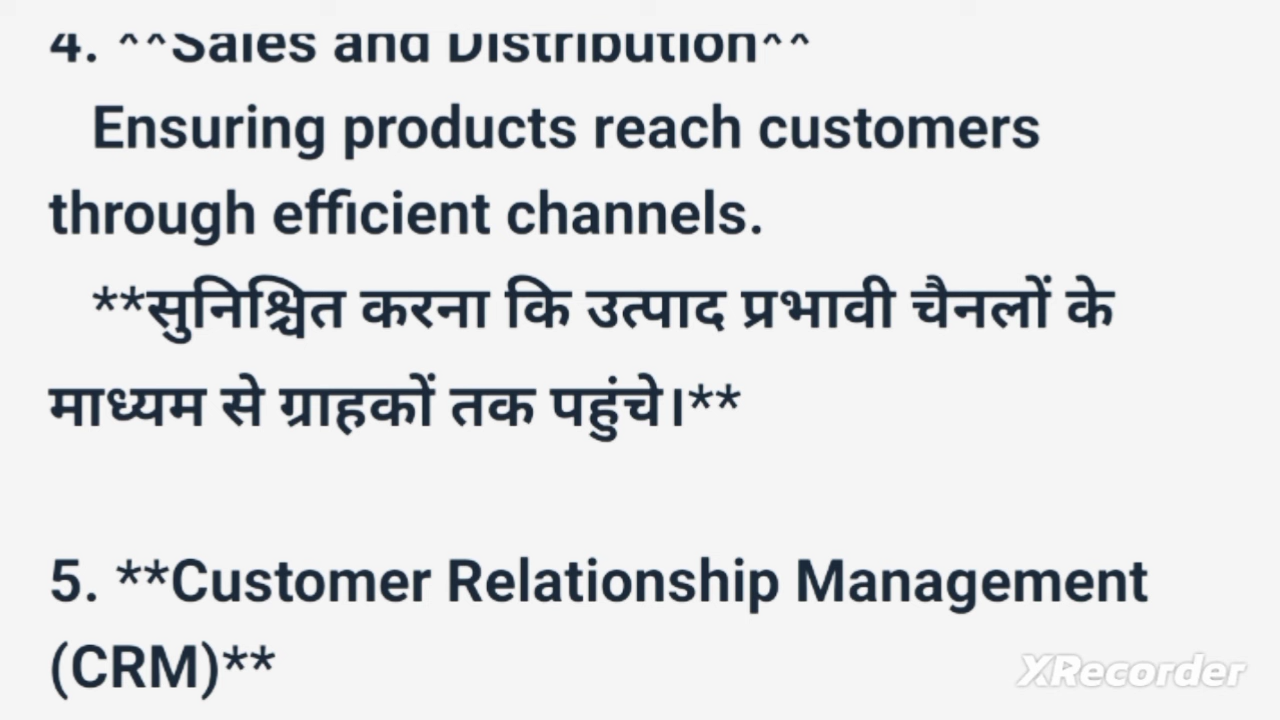 4. **Sales and Distribution**
Ensuring products reach customers
through efficient channels.
**सुनिश्चित करना कि उत्पाद प्रभावी चैनलों के
माध्यम से ग्राहकों तक पहुंचे।**
5. **Customer Relationship Management
(CRM)**
XRecorder